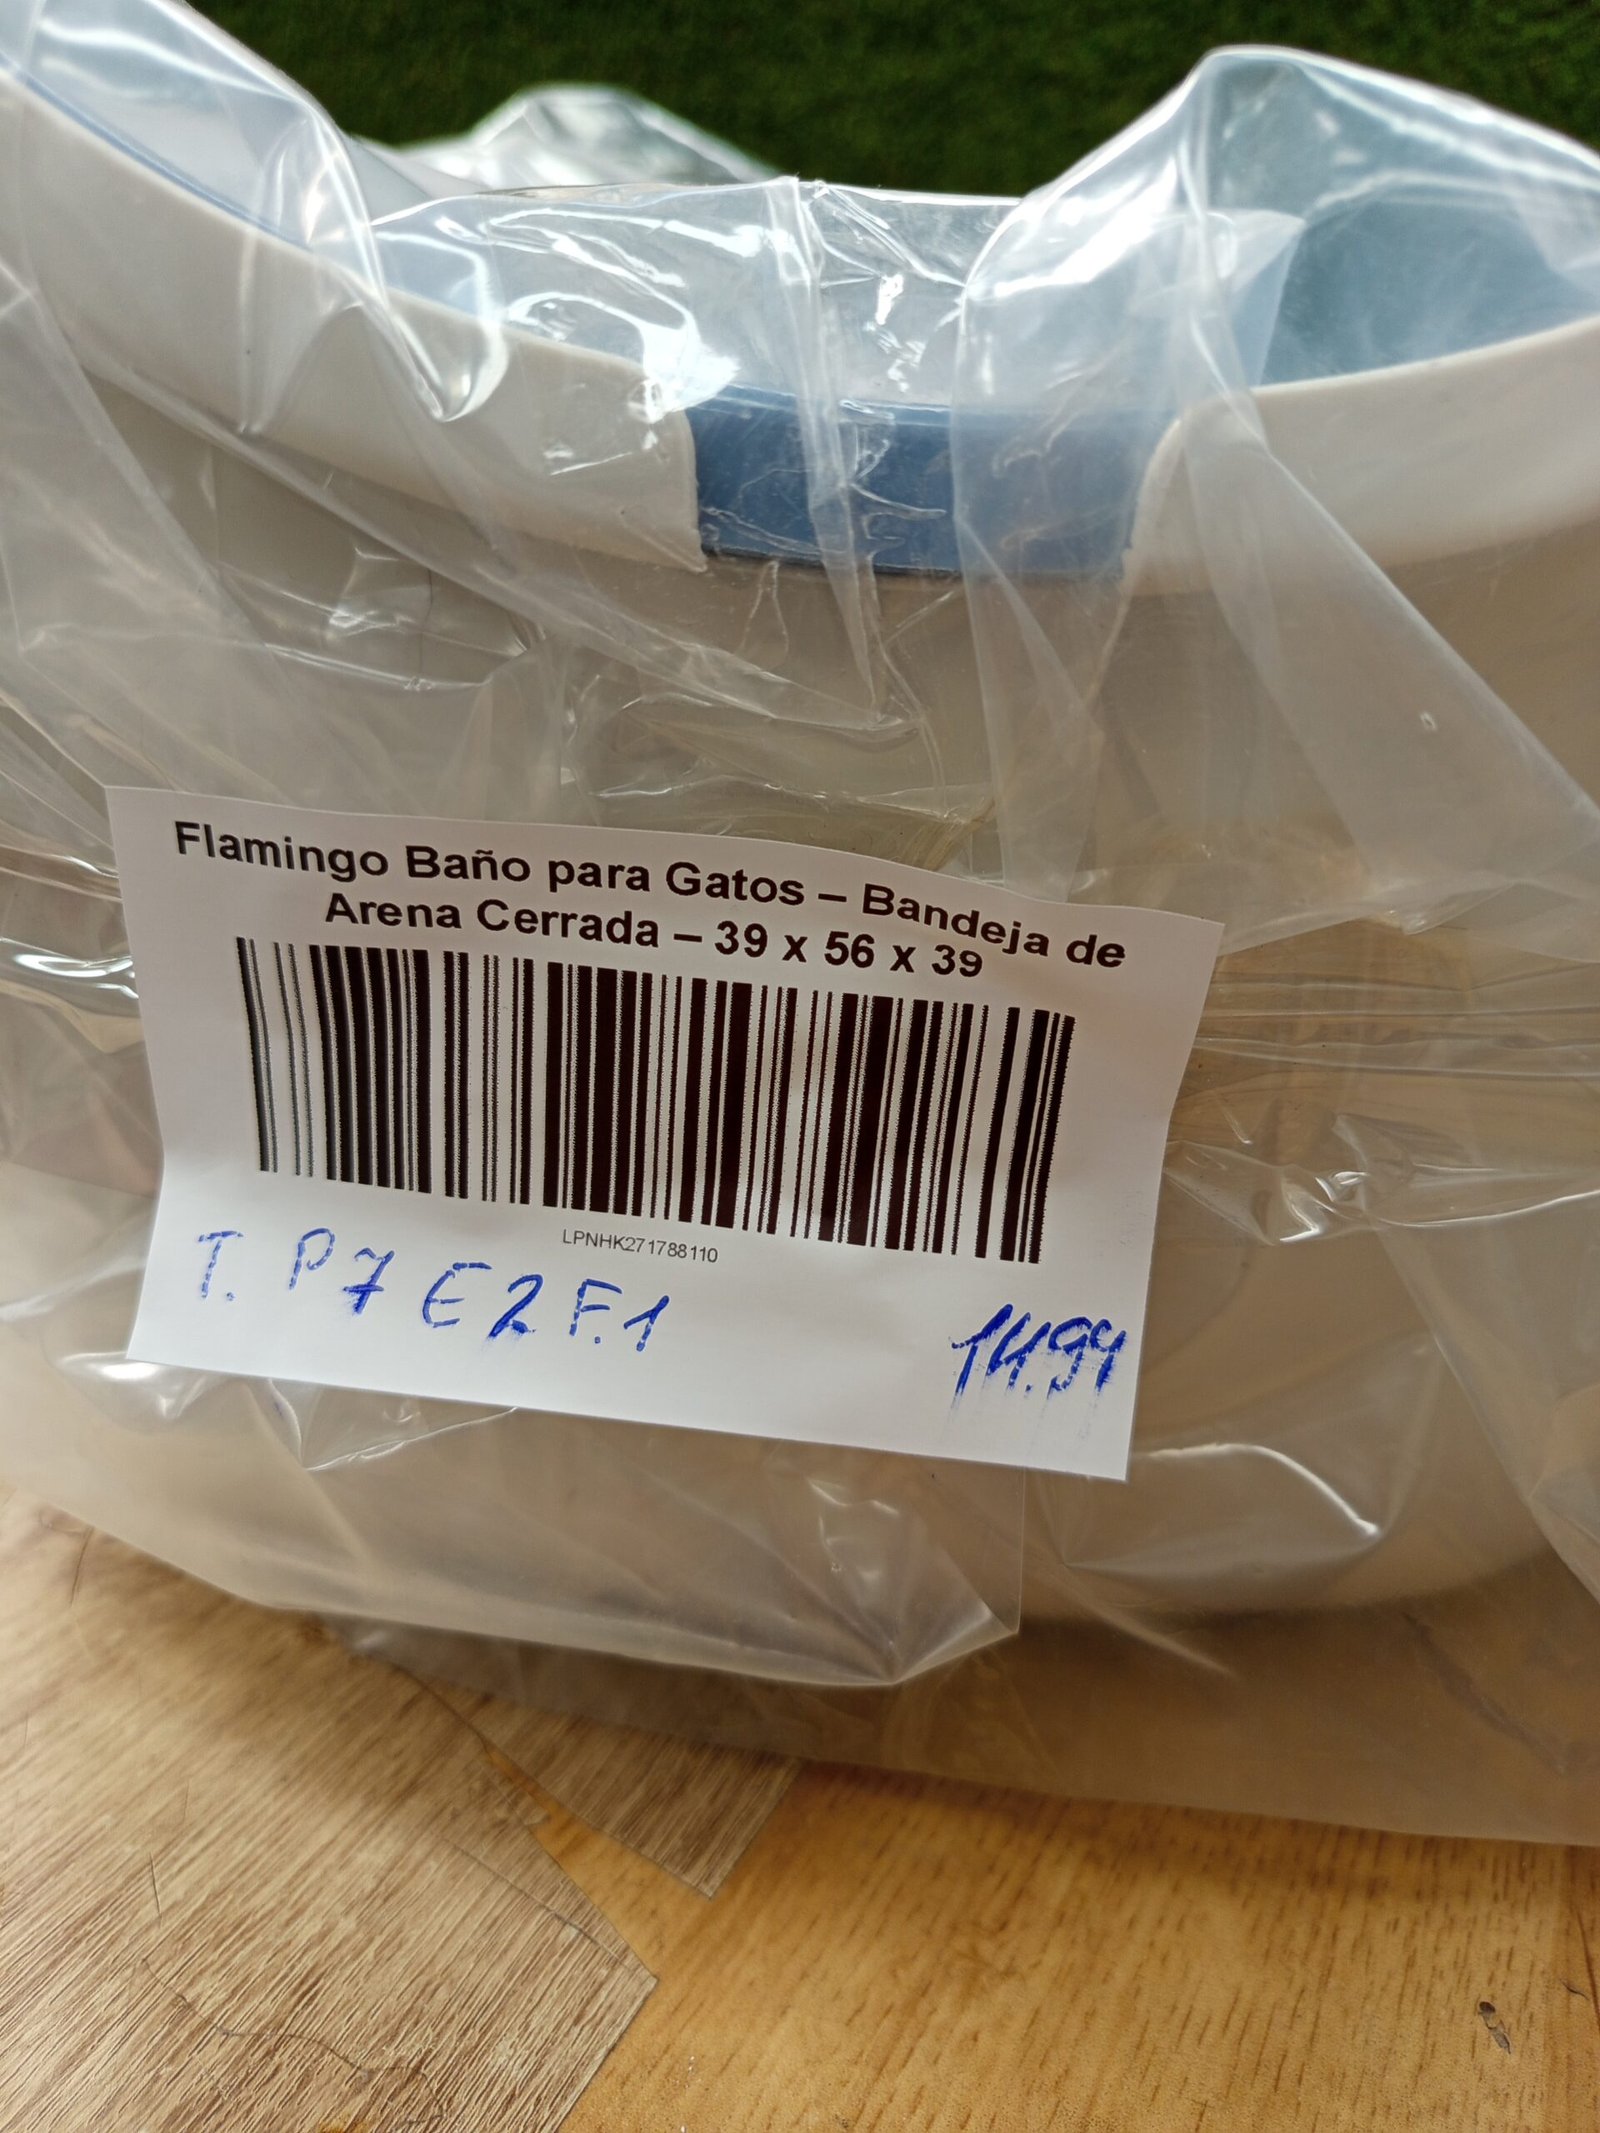 Flamingo Baño para Gatos – Bandeja de
Arena Cerrada – 39 x 56 x 39
LPNHK271788110
T. P7 E2 F.1
14.99